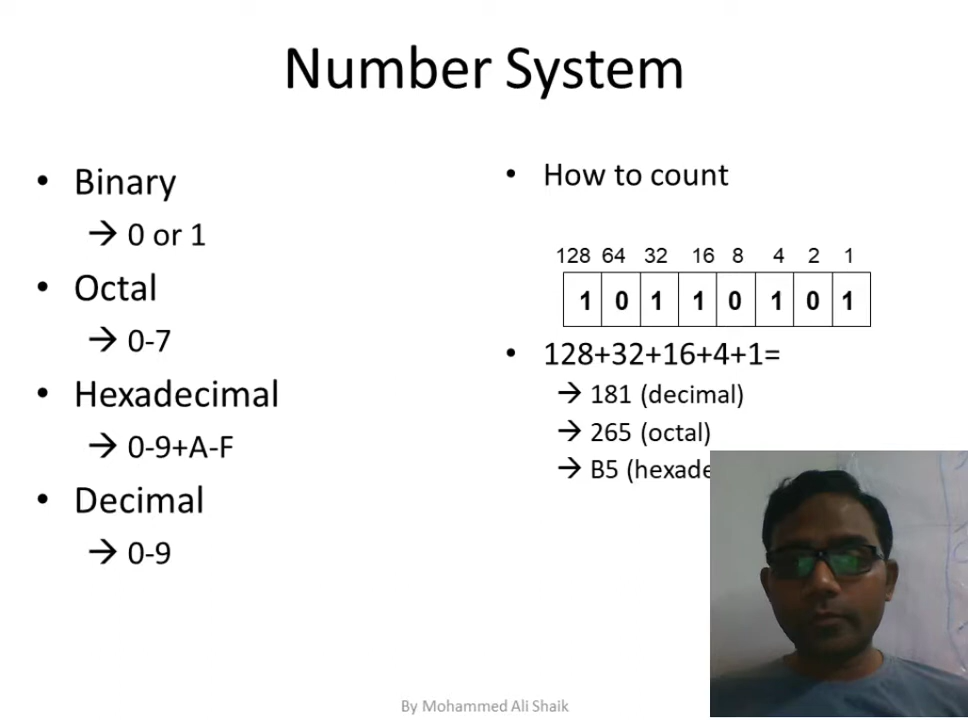 Number System
• Binary
→ 0 or 1
• Octal
→ 0-7
• Hexadecimal
→ 0-9+A-F
• Decimal
→ 0-9
• How to count
128 64 32 16 8 4 2 1
1 0 1 1 0 1 0 1
• 128+32+16+4+1=
→ 181 (decimal)
→ 265 (octal)
→ B5 (hexade
By Mohammed Ali Shaik